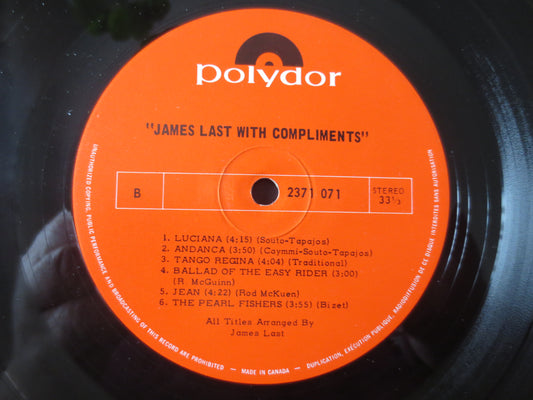 polydor
"JAMES LAST WITH COMPLIMENTS"
B
2371 071
STEREO
33 1/3
1. LUCIANA (4:15) (Souto-Tapajos)
2. ANDANCA (3:50) (Caymmi-Souto-Tapajos)
3. TANGO REGINA (4:04) (Traditional)
4. BALLAD OF THE EASY RIDER (3:00)
(R. McGuinn)
5. JEAN (4:22) (Rod McKuen)
6. THE PEARL FISHERS (3:55) (Bizet)
All Titles Arranged By
James Last
UNAUTHORIZED COPYING, PUBLIC PERFORMANCE AND BROADCASTING OF THIS RECORD ARE PROHIBITED — MADE IN CANADA — DUPLICATION, EXÉCUTION PUBLIQUE, RADIODIFFUSION DE CE DISQUE INTERDITES SANS AUTORISATION